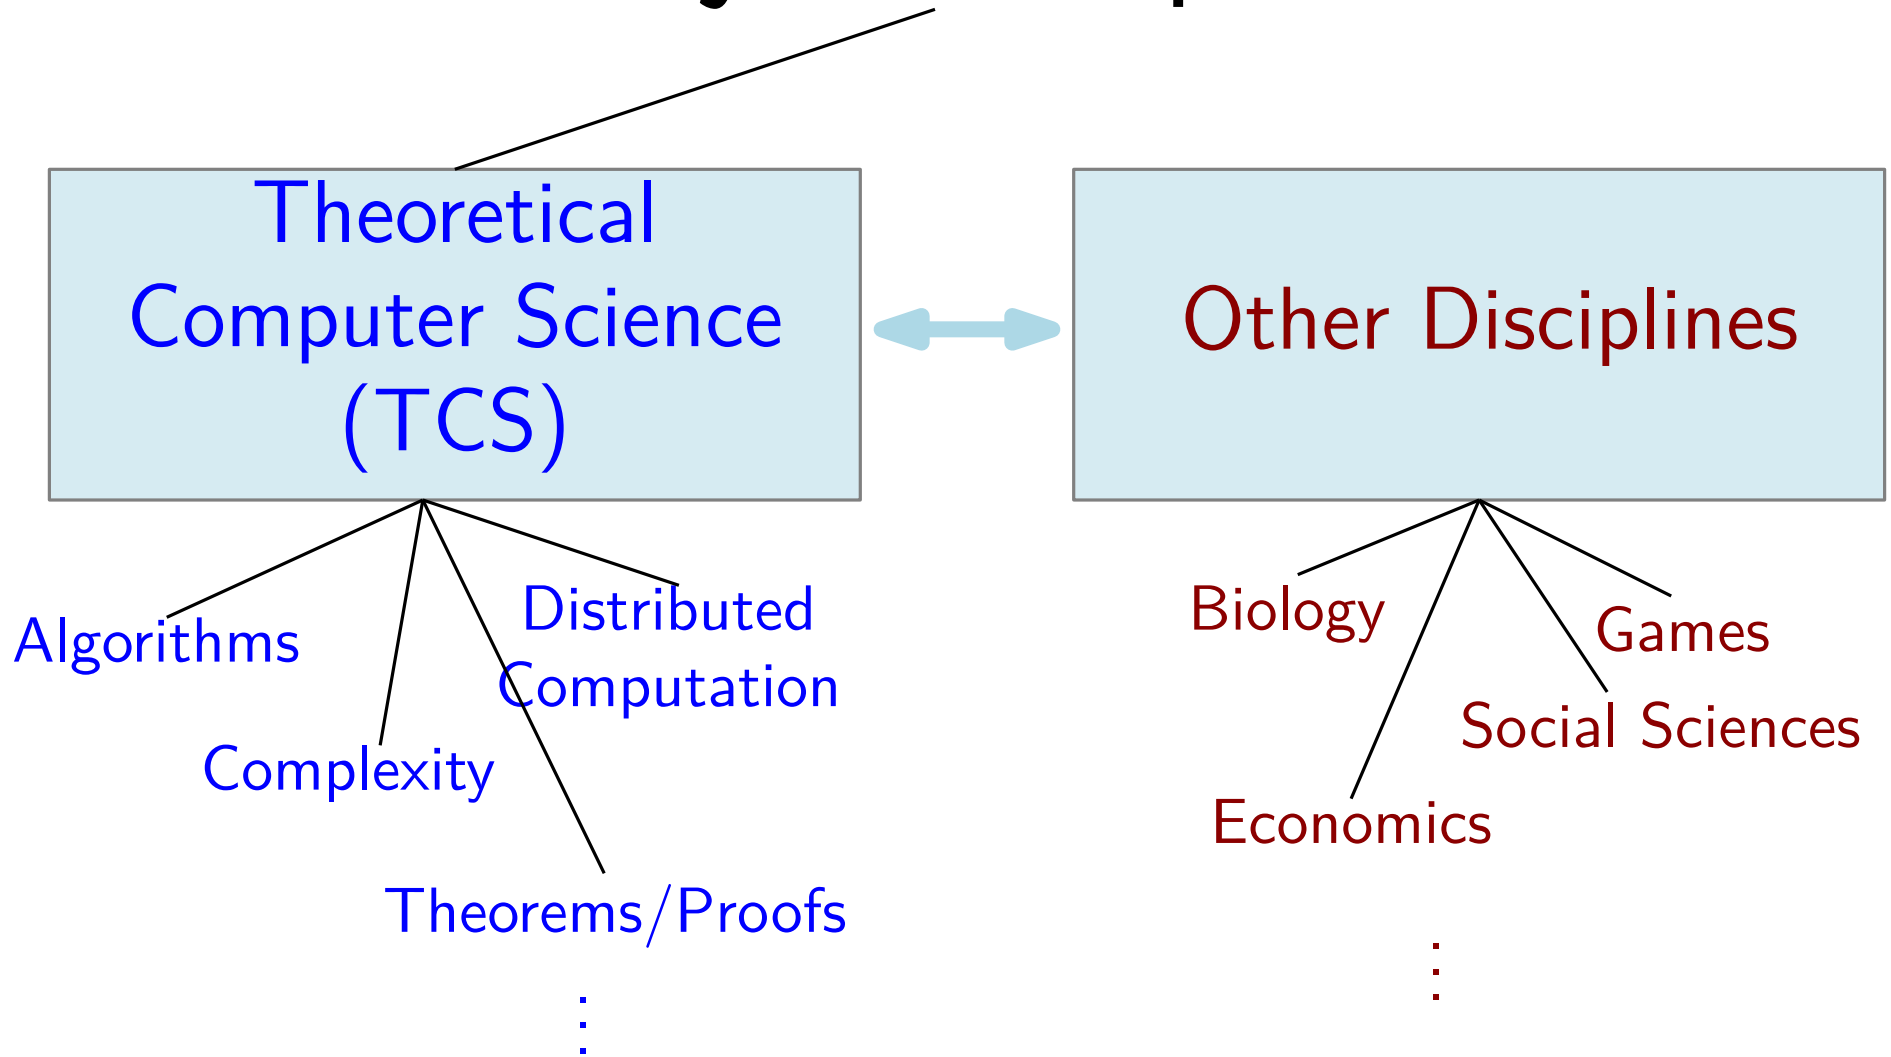 Theoretical
Computer Science
(TCS)
Other Disciplines
Algorithms
Distributed
Computation
Complexity
Theorems/Proofs
Biology
Games
Social Sciences
Economics